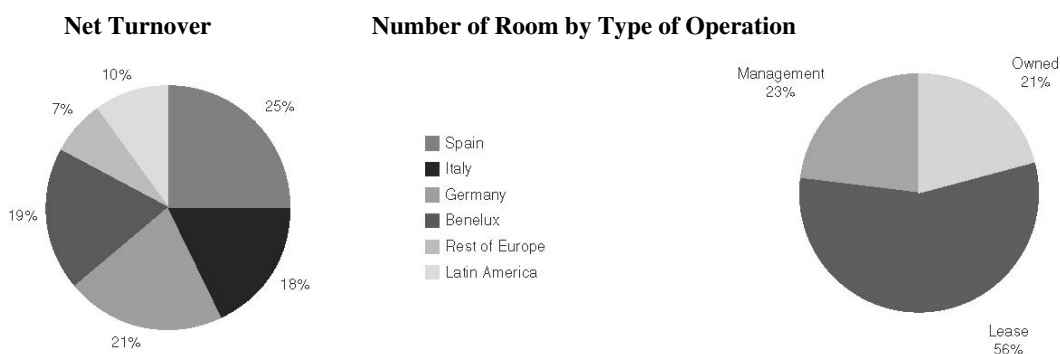 Net Turnover
Number of Room by Type of Operation
10%
7%
25%
19%
18%
21%
Spain
Italy
Germany
Benelux
Rest of Europe
Latin America
Management
23%
Owned
21%
Lease
56%